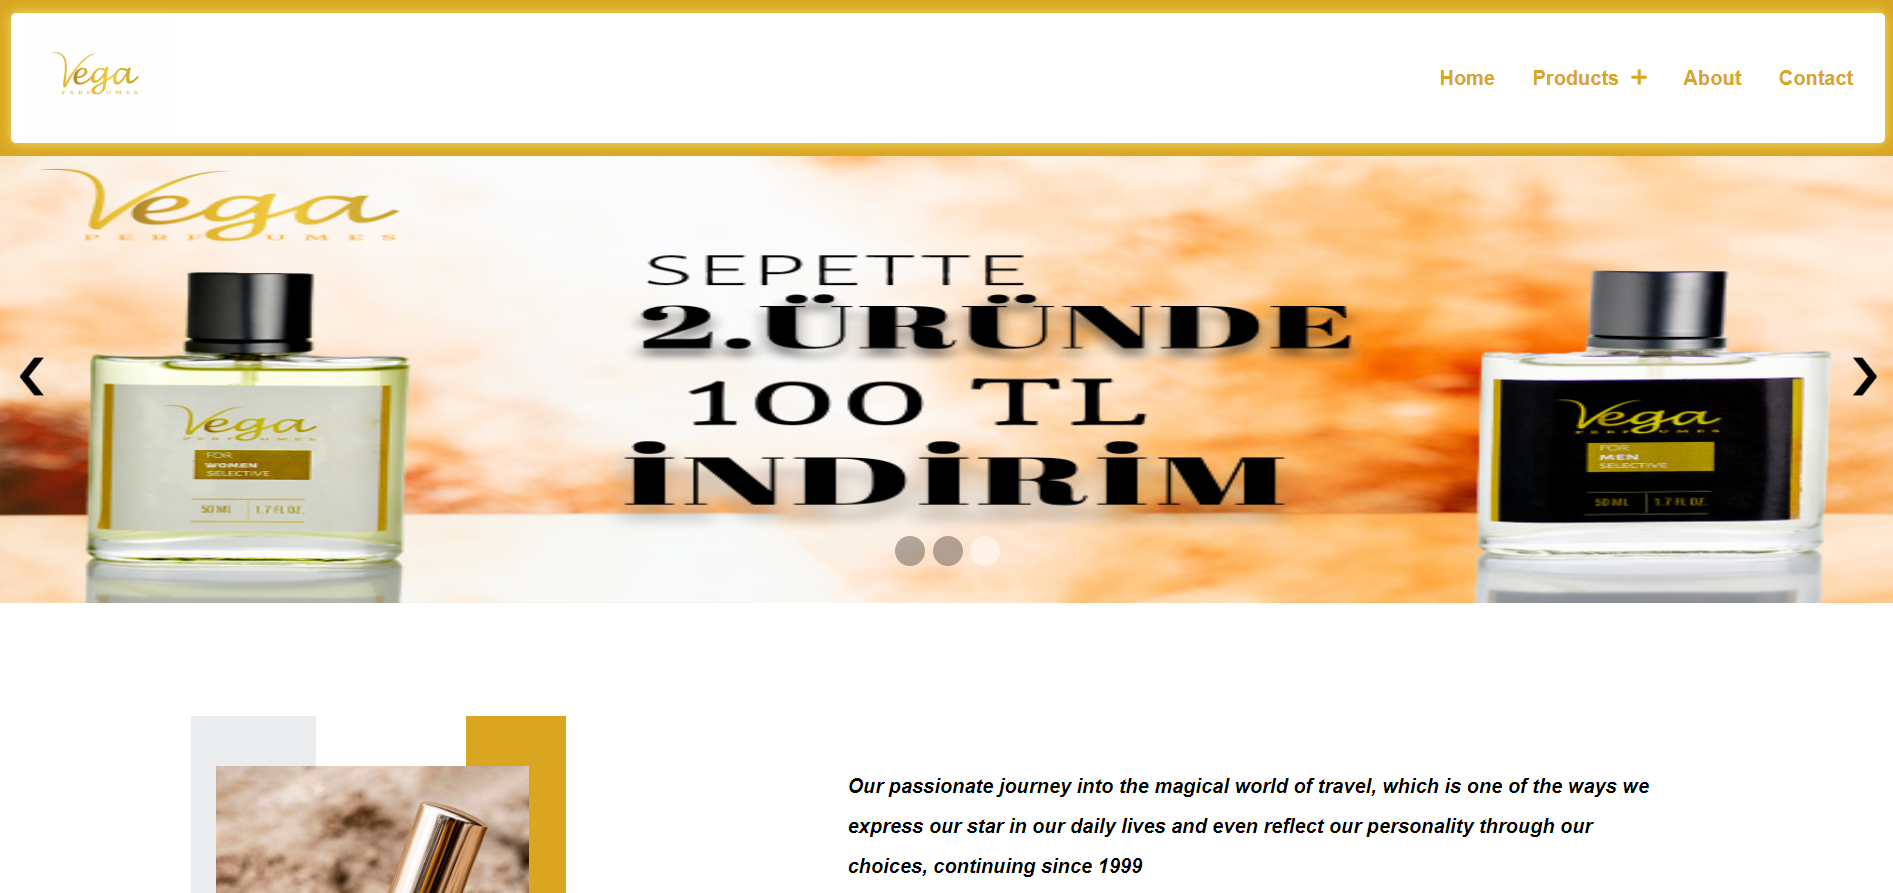 Vega
PERFUMES
Home
Products +
About
Contact
Vega
PERFUMES
SEPETTE
2.ÜRÜNDE
100 TL
İNDİRİM
Vega
PERFUMES
FOR
WOMEN
SELECTIVE
50 ML
1.7 FL OZ.
Vega
PERFUMES
FOR
MEN
SELECTIVE
50 ML
1.7 FL OZ.
Our passionate journey into the magical world of travel, which is one of the ways we
express our star in our daily lives and even reflect our personality through our
choices, continuing since 1999